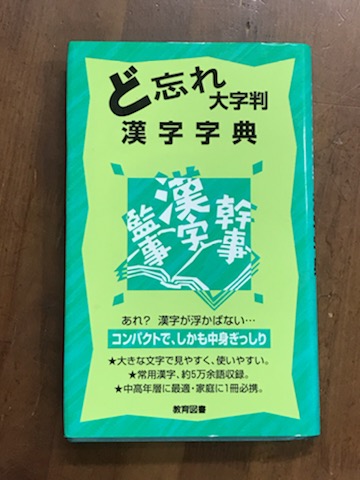 ど忘れ
大字判
漢字字典
監事
漢字
幹事
あれ? 漢字が浮かばない…
コンパクトで、しかも中身ぎっしり
★大きな文字で見やすく、使いやすい。
★常用漢字、約5万余語収録。
★中高年層に最適・家庭に1冊必携。
教育図書